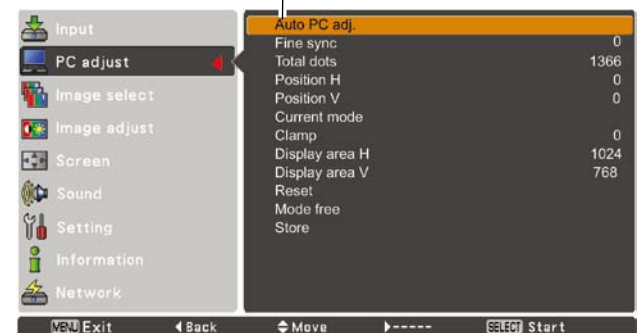 Input
PC adjust
Image select
Image adjust
Screen
Sound
Setting
Information
Network
Auto PC adj.
Fine sync 0
Total dots 1366
Position H 0
Position V 0
Current mode
Clamp 0
Display area H 1024
Display area V 768
Reset
Mode free
Store
MENU Exit Back Move ----- SELECT Start